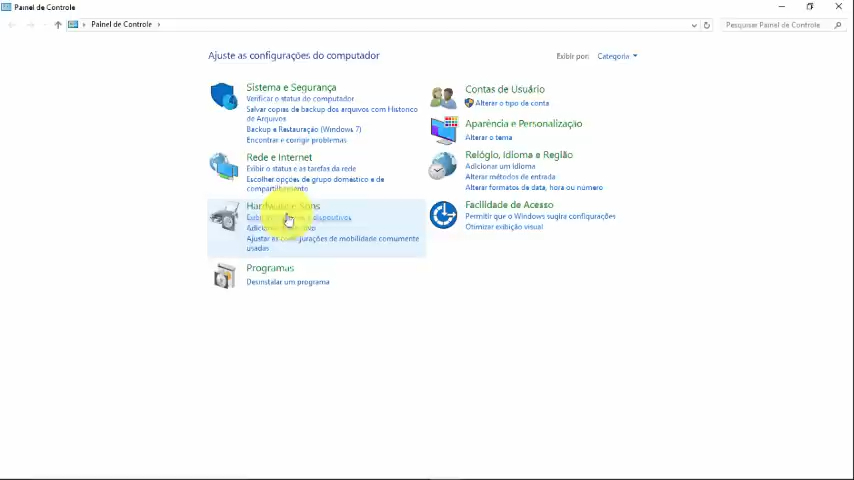 Painel de Controle
Painel de Controle
Pesquisar Painel de Controle
Ajuste as configurações do computador
Exibir por: Categoria
Sistema e Segurança
Verificar o status do computador
Salvar cópias de backup dos arquivos com Histórico
de Arquivos
Backup e Restauração (Windows 7)
Encontrar e corrigir problemas
Rede e Internet
Exibir o status e as tarefas da rede
Escolher opções de grupo doméstico e de
compartilhamento
Hardware e Sons
Exibir dispositivos
Ajustar as configurações de mobilidade comumente
usadas
Programas
Desinstalar um programa
Contas de Usuário
Alterar o tipo de conta
Aparência e Personalização
Alterar o tema
Relógio, Idioma e Região
Adicionar um idioma
Alterar métodos de entrada
Alterar formatos de data, hora ou número
Facilidade de Acesso
Permitir que o Windows sugira configurações
Otimizar exibição visual